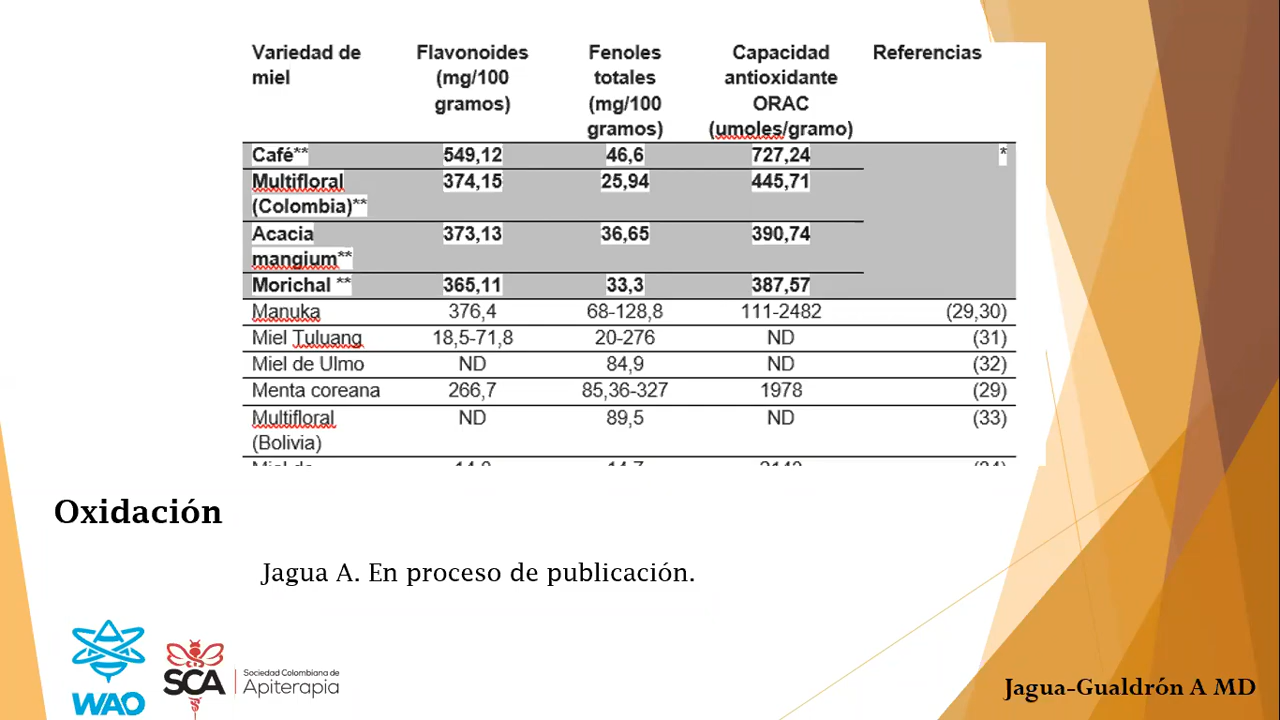 Variedad de miel Flavonoides (mg/100 gramos) Fenoles totales (mg/100 gramos) Capacidad antioxidante ORAC (umoles/gramo) Referencias
Café** 549,12 46,6 727,24 *
Multifloral (Colombia)** 374,15 25,94 445,71
Acacia mangium** 373,13 36,65 390,74
Morichal ** 365,11 33,3 387,57
Manuka 376,4 68-128,8 111-2482 (29,30)
Miel Tuluang 18,5-71,8 20-276 ND (31)
Miel de Ulmo ND 84,9 ND (32)
Menta coreana 266,7 85,36-327 1978 (29)
Multifloral (Bolivia) ND 89,5 ND (33)
Oxidación
Jagua A. En proceso de publicación.
WAO
SCA
Sociedad Colombiana de
Apiterapia
Jagua-Gualdrón A MD